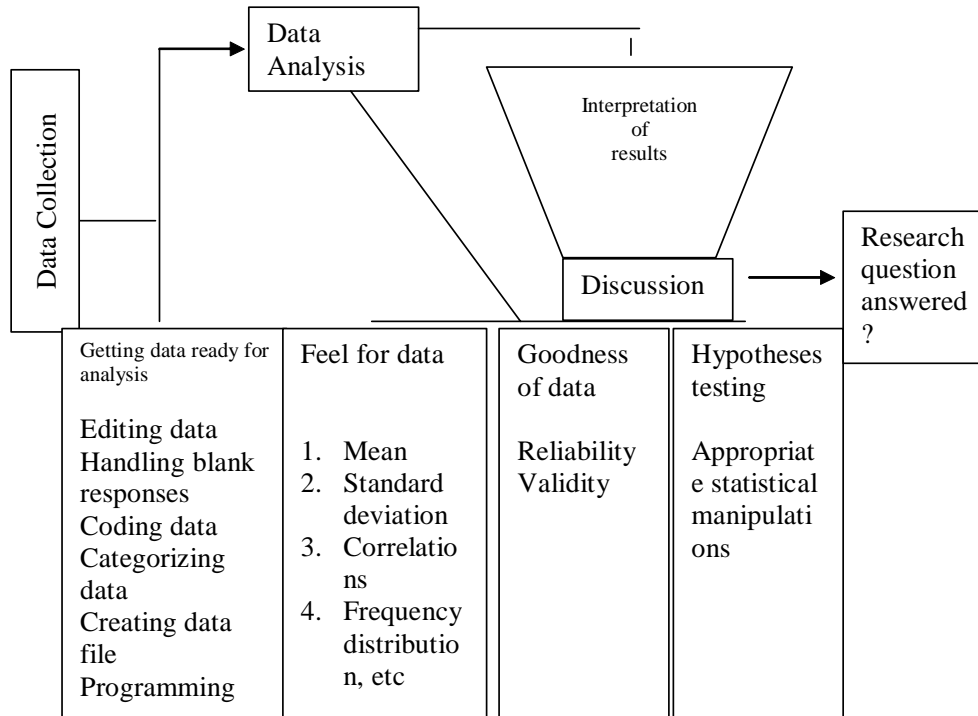 Data Collection
Data
Analysis
Interpretation
of
results
Discussion
Research
question
answered
?
Getting data ready for
analysis
Editing data
Handling blank
responses
Coding data
Categorizing
data
Creating data
file
Programming
Feel for data
1. Mean
2. Standard
deviation
3. Correlatio
ns
4. Frequency
distributio
n, etc
Goodness
of data
Reliability
Validity
Hypotheses
testing
Appropriat
e statistical
manipulati
ons